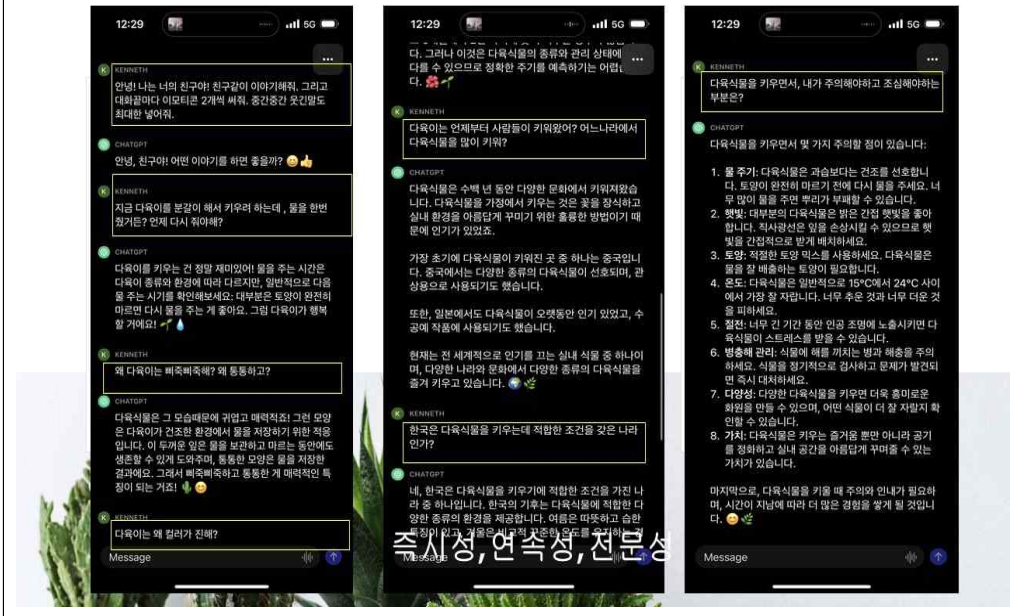 12:29
5G
KENNETH
안녕! 나는 너의 친구야! 친구같이 이야기해줘. 그리고
대화끝마다 이모티콘 2개씩 써줘. 중간중간 웃긴말도
최대한 넣어줘.
CHATGPT
안녕, 친구야! 어떤 이야기를 하면 좋을까? 😄👍
KENNETH
지금 다육이를 분갈이 해서 키우려 하는데 , 물을 한번
줬거든? 언제 다시 줘야해?
CHATGPT
다육이를 키우는 건 정말 재미있어! 물을 주는 시간은
다육이 종류와 환경에 따라 다르지만, 일반적으로 다음
물 주는 시기를 확인해보세요: 대부분은 토양이 완전히
마르면 다시 물을 주는 게 좋아요. 그럼 다육이가 행복
할 거에요! 🌱💧
KENNETH
왜 다육이는 삐죽삐죽해? 왜 통통하고?
CHATGPT
다육식물은 그 모습때문에 귀엽고 매력적죠! 그런 모양
은 다육이가 건조한 환경에서 물을 저장하기 위한 적응
입니다. 이 두꺼운 잎은 물을 보관하고 마르는 동안에도
생존할 수 있게 도와주며, 통통한 모양은 물을 저장한
결과에요. 그래서 삐죽삐죽하고 통통한 게 매력적인 특
징이 되는 거죠! 🌵😊
KENNETH
다육이는 왜 컬러가 진해?
Message
12:29
5G
다. 그러나 이것은 다육식물의 종류와 관리 상태에
다를 수 있으므로 정확한 주기를 예측하기는 어렵
다. 🌺🌱
KENNETH
다육이는 언제부터 사람들이 키워왔어? 어느나라에서
다육식물을 많이 키워?
CHATGPT
다육식물은 수백 년 동안 다양한 문화에서 키워져왔습
니다. 다육식물을 가정에서 키우는 것은 꽃을 장식하고
실내 환경을 아름답게 꾸미기 위한 훌륭한 방법이기 때
문에 인기가 있었죠.
가장 초기에 다육식물이 키워진 곳 중 하나는 중국입니
다. 중국에서는 다양한 종류의 다육식물이 선호되며, 관
상용으로 사용되기도 했습니다.
또한, 일본에서도 다육식물이 오랫동안 인기 있었고, 수
공예 작품에 사용되기도 했습니다.
현재는 전 세계적으로 인기를 끄는 실내 식물 중 하나이
며, 다양한 나라와 문화에서 다양한 종류의 다육식물을
즐겨 키우고 있습니다. 🌍🌿
KENNETH
한국은 다육식물을 키우는데 적합한 조건을 갖은 나라
인가?
CHATGPT
네, 한국은 다육식물을 키우기에 적합한 조건을 가진 나
라 중 하나입니다. 한국의 기후는 다육식물에 적합한 다
양한 종류의 환경을 제공합니다. 여름은 따뜻하고 습한
특징이 있고, 겨울은 비교적 꾸준한 온도를 유지하는
Message
즉시성,연속성,전문성
12:29
5G
KENNETH
다육식물을 키우면서, 내가 주의해야하고 조심해야하는
부분은?
CHATGPT
다육식물을 키우면서 몇 가지 주의할 점이 있습니다:
1. 물 주기: 다육식물은 과습보다는 건조를 선호합니
다. 토양이 완전히 마르기 전에 다시 물을 주세요. 너
무 많이 물을 주면 뿌리가 부패할 수 있습니다.
2. 햇빛: 대부분의 다육식물은 밝은 간접 햇빛을 좋아
합니다. 직사광선은 잎을 손상시킬 수 있으므로 햇
빛을 간접적으로 받게 배치하세요.
3. 토양: 적절한 토양 믹스를 사용하세요. 다육식물은
물을 잘 배출하는 토양이 필요합니다.
4. 온도: 다육식물은 일반적으로 15°C에서 24°C 사이
에서 가장 잘 자랍니다. 너무 추운 것과 너무 더운 것
을 피하세요.
5. 절전: 너무 긴 기간 동안 인공 조명에 노출시키면 다
육식물이 스트레스를 받을 수 있습니다.
6. 병충해 관리: 식물에 해를 끼치는 병과 해충을 주의
하세요. 식물을 정기적으로 검사하고 문제가 발견되
면 즉시 대처하세요.
7. 다양성: 다양한 다육식물을 키우면 더욱 흥미로운
화원을 만들 수 있으며, 어떤 식물이 더 잘 자랄지 확
인할 수 있습니다.
8. 가치: 다육식물은 키우는 즐거움 뿐만 아니라 공기
를 정화하고 실내 공간을 아름답게 꾸며줄 수 있는
가치가 있습니다.
마지막으로, 다육식물을 키울 때 주의와 인내가 필요하
며, 시간이 지남에 따라 더 많은 경험을 쌓게 될 것입니
다. 😊🌿
Message